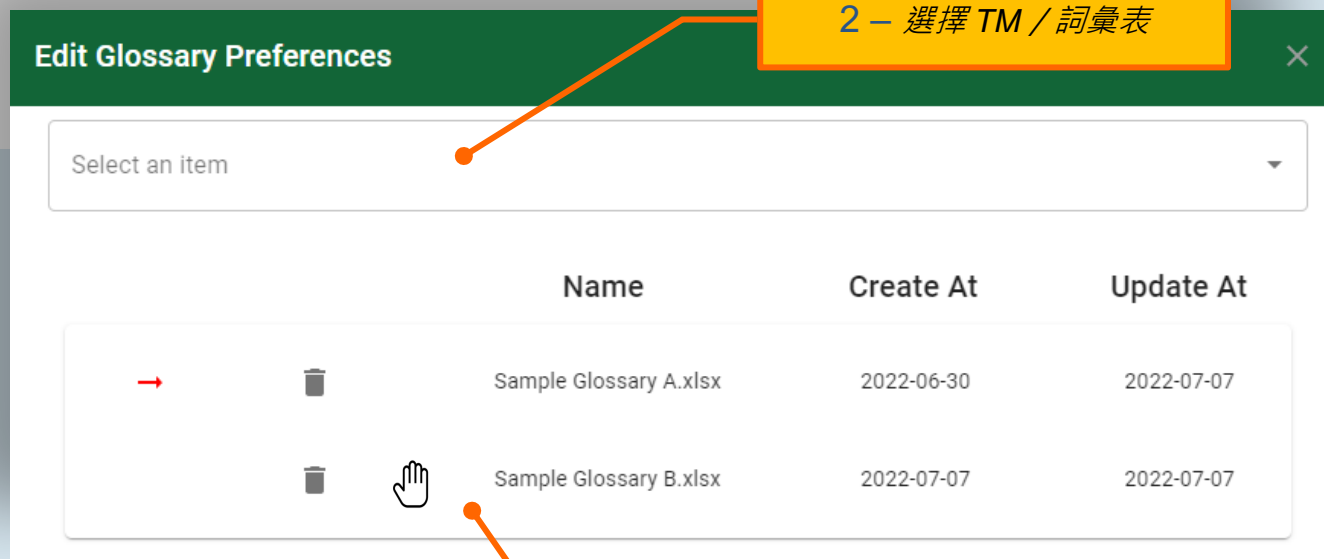 2 – 選擇 TM / 詞彙表
Edit Glossary Preferences
Select an item
Name Create At Update At
Sample Glossary A.xlsx 2022-06-30 2022-07-07
Sample Glossary B.xlsx 2022-07-07 2022-07-07